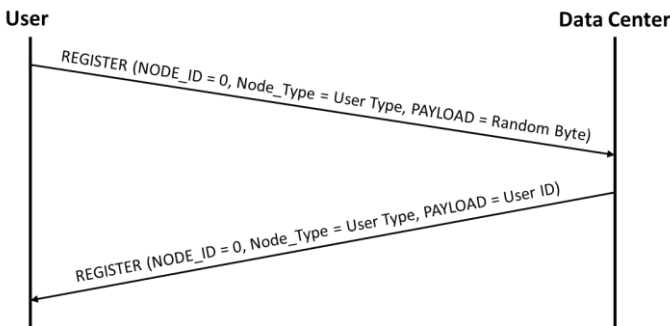 User
Data Center
REGISTER (NODE_ID = 0, Node_Type = User Type, PAYLOAD = Random Byte)
REGISTER (NODE_ID = 0, Node_Type = User Type, PAYLOAD = User ID)